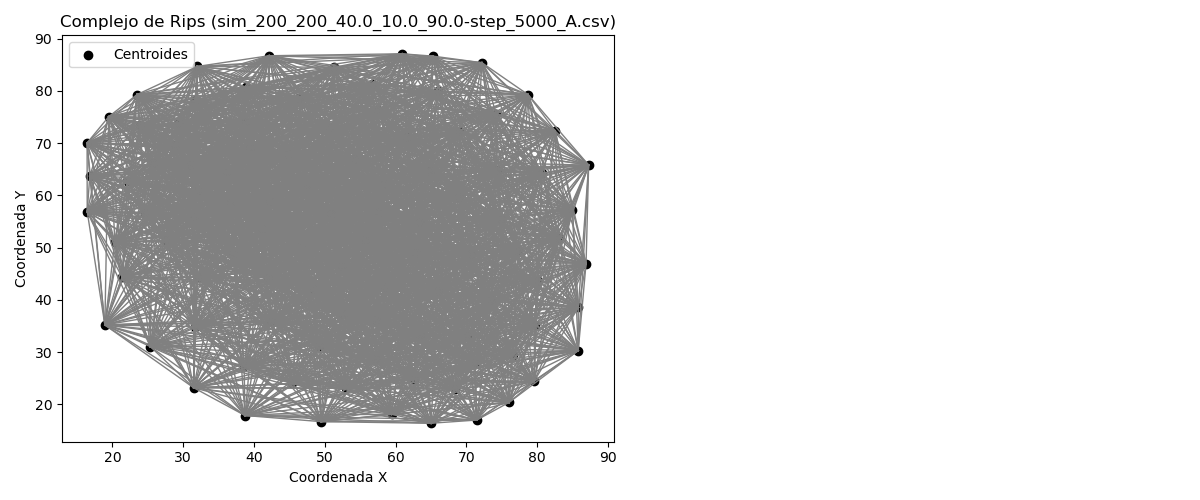 Complejo de Rips (sim_200_200_40.0_10.0_90.0-step_5000_A.csv)
Centroides
Coordenada Y
90
80
70
60
50
40
30
20
20 30 40 50 60 70 80 90
Coordenada X